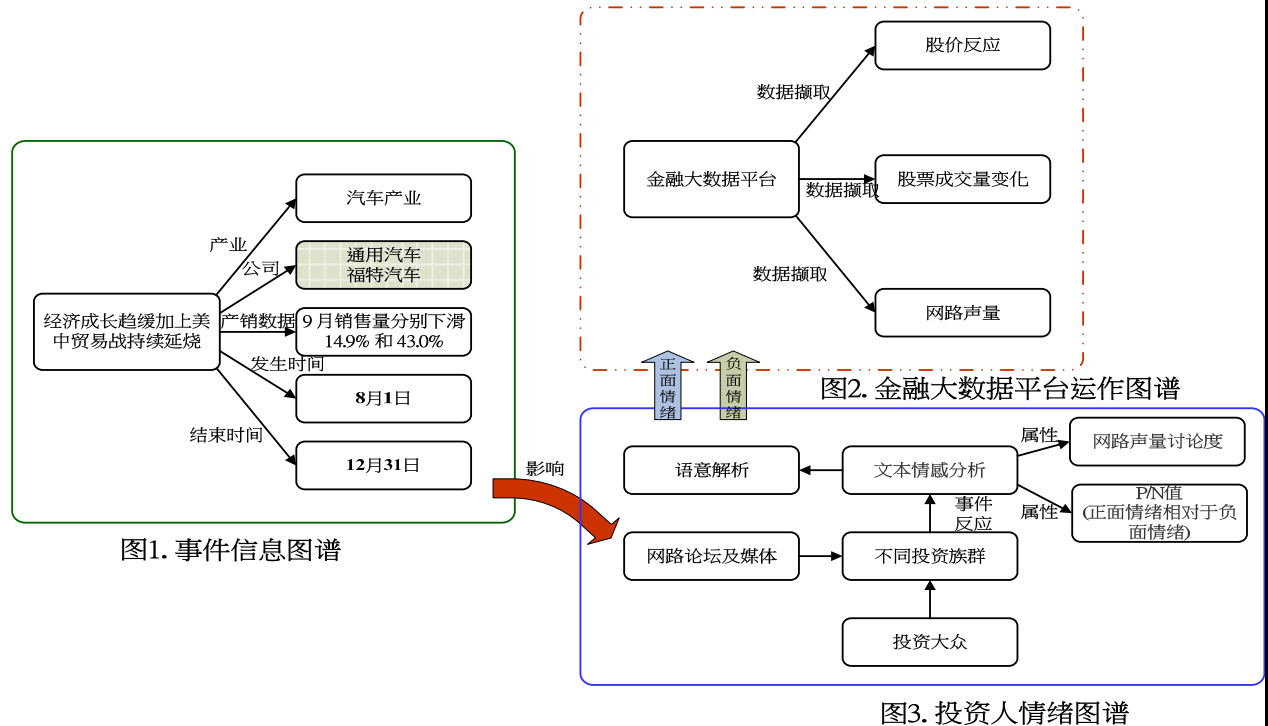 股价反应
数据撷取
金融大数据平台
数据撷取
股票成交量变化
数据撷取
网路声量
图2. 金融大数据平台运作图谱
汽车产业
产业
公司
通用汽车
福特汽车
经济成长趋缓加上美
中贸易战持续延烧
产销数据
9 月销售量分别下滑
14.9% 和 43.0%
发生时间
8月1日
结束时间
12月31日
图1. 事件信息图谱
影响
正面情绪
负面情绪
语意解析
文本情感分析
属性
网路声量讨论度
属性
P/N值
(正面情绪相对于负
面情绪)
事件
反应
网路论坛及媒体
不同投资族群
投资大众
图3. 投资人情绪图谱